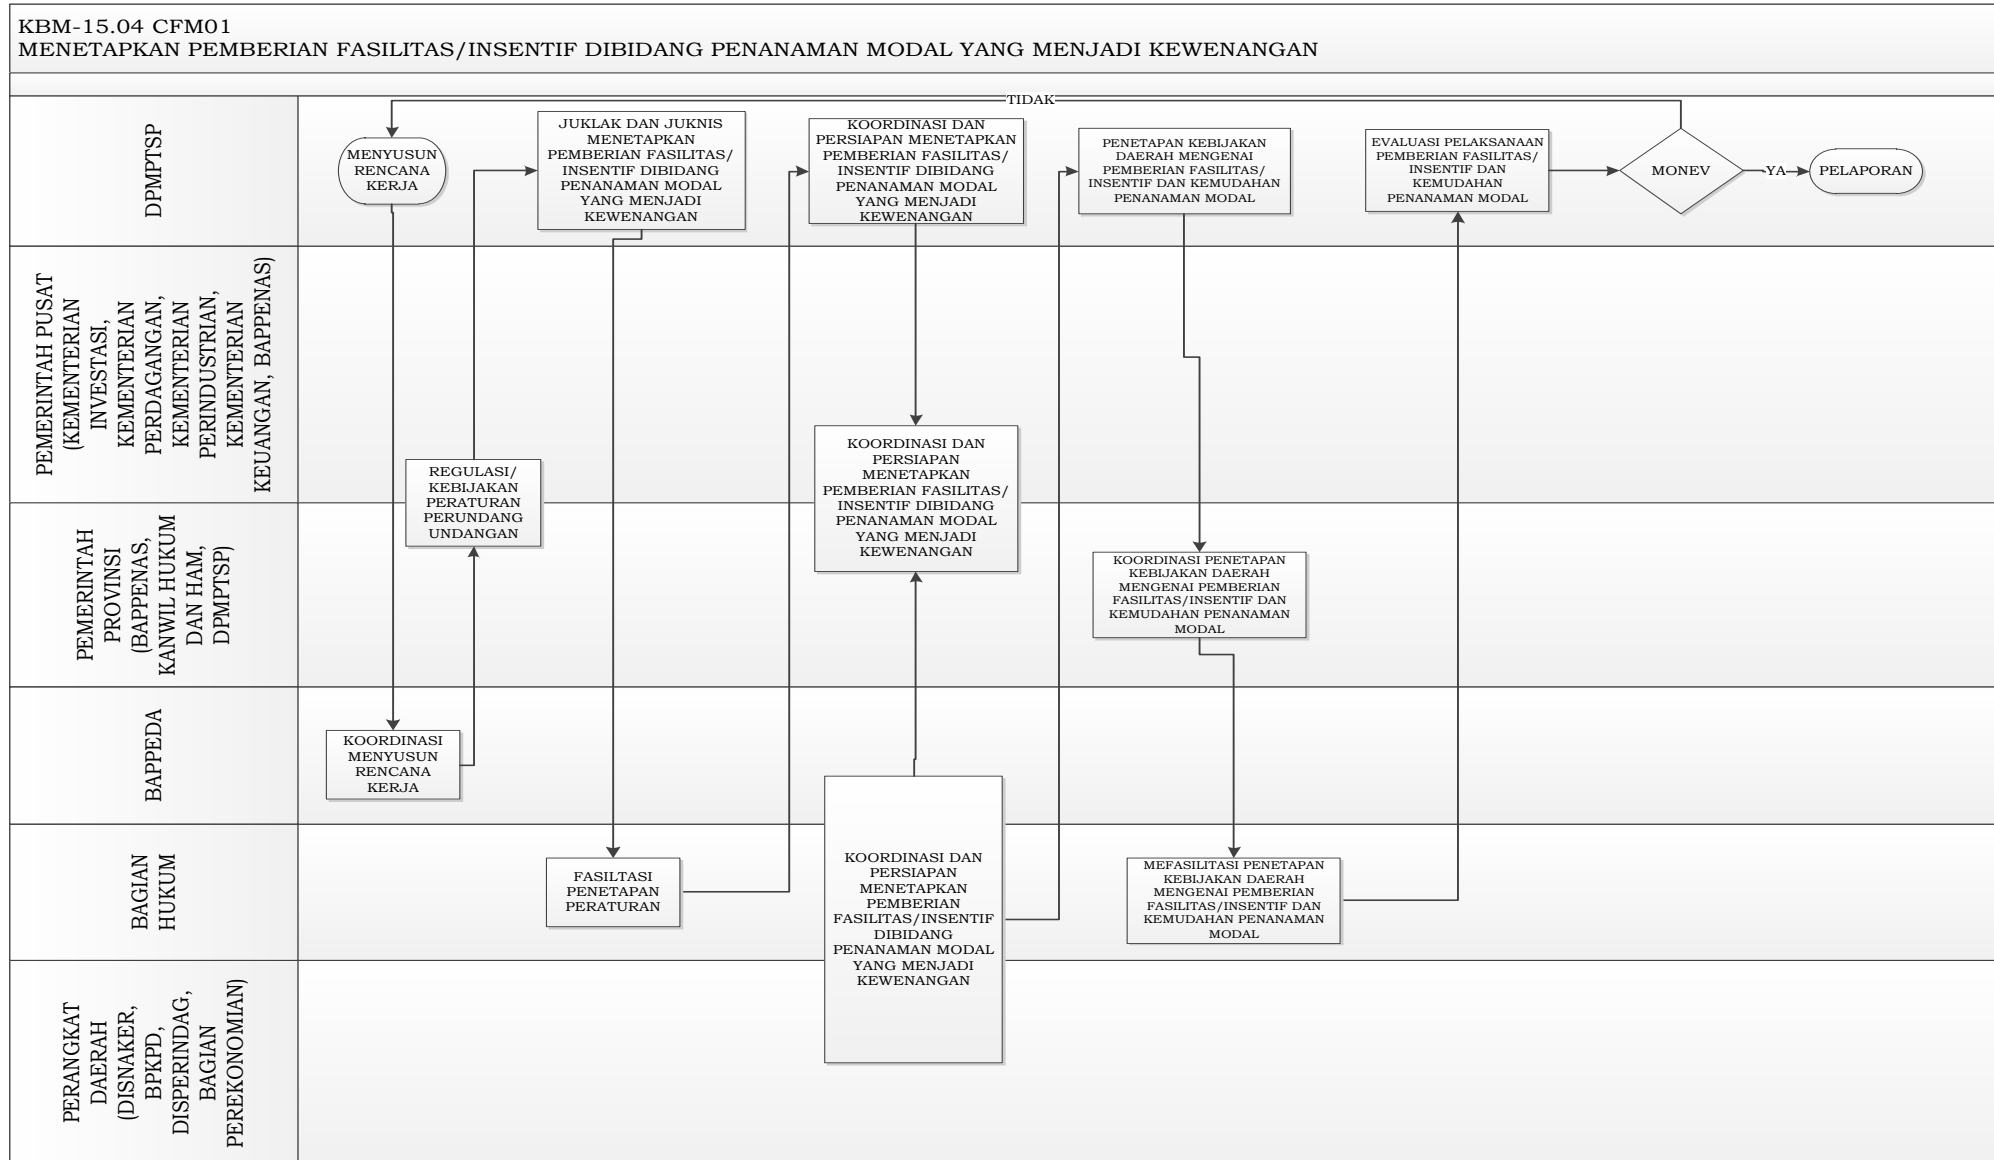 KBM-15.04 CFM01
MENETAPKAN PEMBERIAN FASILITAS/INSENTIF DIBIDANG PENANAMAN MODAL YANG MENJADI KEWENANGAN
DPMPTSP
TIDAK
MENYUSUN
RENCANA
KERJA
JUKLAK DAN JUKNIS
MENETAPKAN
PEMBERIAN FASILITAS/
INSENTIF DIBIDANG
PENANAMAN MODAL
YANG MENJADI
KEWENANGAN
KOORDINASI DAN
PERSIAPAN MENETAPKAN
PEMBERIAN FASILITAS/
INSENTIF DIBIDANG
PENANAMAN MODAL
YANG MENJADI
KEWENANGAN
PENETAPAN KEBIJAKAN
DAERAH MENGENAI
PEMBERIAN FASILITAS/
INSENTIF DAN KEMUDAHAN
PENANAMAN MODAL
EVALUASI PELAKSANAAN
PEMBERIAN FASILITAS/
INSENTIF DAN
KEMUDAHAN
PENANAMAN MODAL
MONEV
YA
PELAPORAN
PEMERINTAH PUSAT
(KEMENTERIAN
INVESTASI,
KEMENTERIAN
PERDAGANGAN,
KEMENTERIAN
PERINDUSTRIAN,
KEMENTERIAN
KEUANGAN, BAPPENAS)
REGULASI/
KEBIJAKAN
PERATURAN
PERUNDANG
UNDANGAN
KOORDINASI DAN
PERSIAPAN
MENETAPKAN
PEMBERIAN FASILITAS/
INSENTIF DIBIDANG
PENANAMAN MODAL
YANG MENJADI
KEWENANGAN
PEMERINTAH
PROVINSI
(BAPPENAS,
KANWIL HUKUM
DAN HAM,
DPMPTSP)
KOORDINASI PENETAPAN
KEBIJAKAN DAERAH
MENGENAI PEMBERIAN
FASILITAS/INSENTIF DAN
KEMUDAHAN PENANAMAN
MODAL
BAPPEDA
KOORDINASI
MENYUSUN
RENCANA
KERJA
BAGIAN
HUKUM
FASILTASI
PENETAPAN
PERATURAN
KOORDINASI DAN
PERSIAPAN
MENETAPKAN
PEMBERIAN
FASILITAS/INSENTIF
DIBIDANG
PENANAMAN MODAL
YANG MENJADI
KEWENANGAN
MEFASILITASI PENETAPAN
KEBIJAKAN DAERAH
MENGENAI PEMBERIAN
FASILITAS/INSENTIF DAN
KEMUDAHAN PENANAMAN
MODAL
PERANGKAT
DAERAH
(DISNAKER,
BPKPD,
DISPERINDAG,
BAGIAN
PEREKONOMIAN)